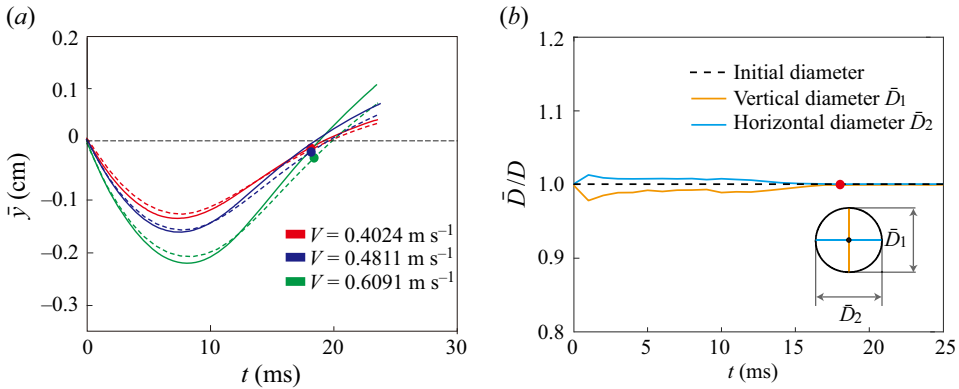 (a)
0.2
0.1
0
–0.1
–0.2
–0.3
ȳ (cm)
0
10
20
30
t (ms)
V = 0.4024 m s⁻¹
V = 0.4811 m s⁻¹
V = 0.6091 m s⁻¹
(b)
1.2
1.1
1.0
0.9
0.8
D̄/D
0
5
10
15
20
25
t (ms)
Initial diameter
Vertical diameter D̄₁
Horizontal diameter D̄₂
D̄₁
D̄₂